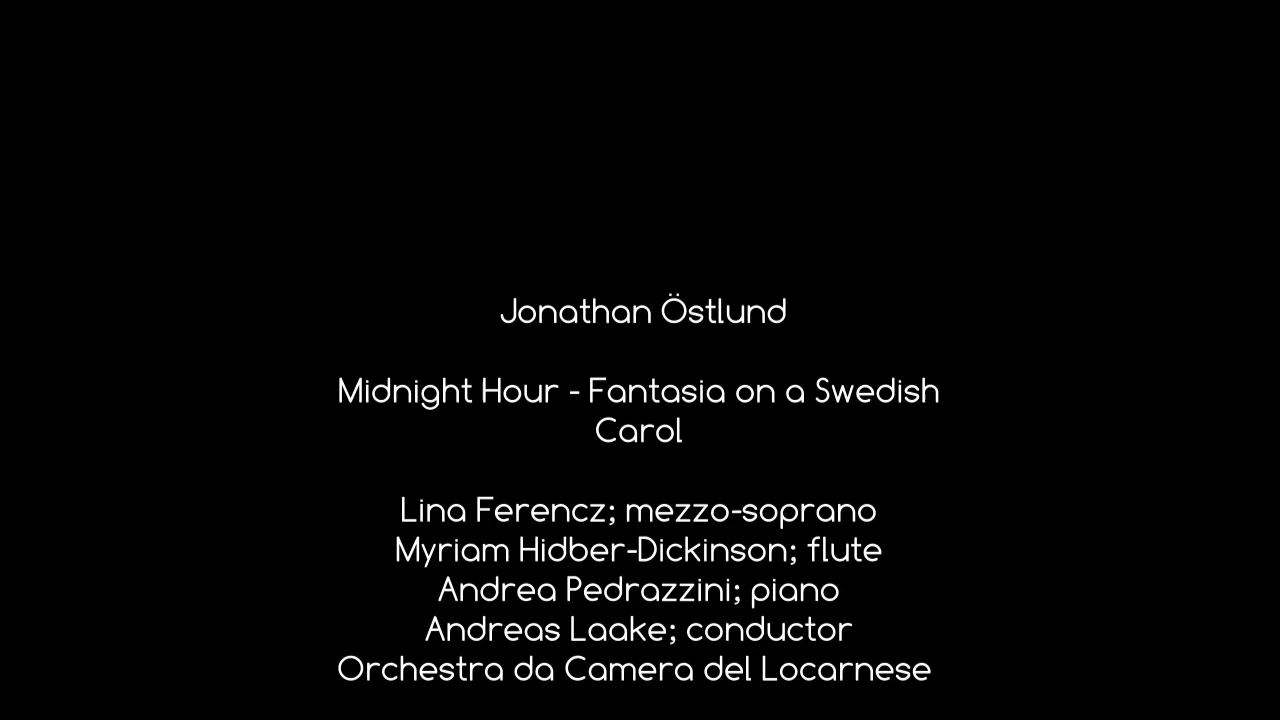 Jonathan Östlund
Midnight Hour - Fantasia on a Swedish
Carol
Lina Ferencz; mezzo-soprano
Myriam Hidber-Dickinson; flute
Andrea Pedrazzini; piano
Andreas Laake; conductor
Orchestra da Camera del Locarnese